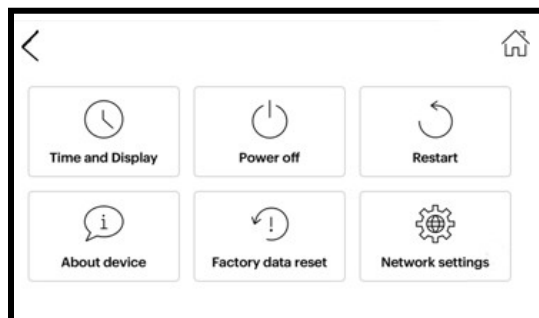 Time and Display
Power off
Restart
i
About device
!
Factory data reset
Network settings